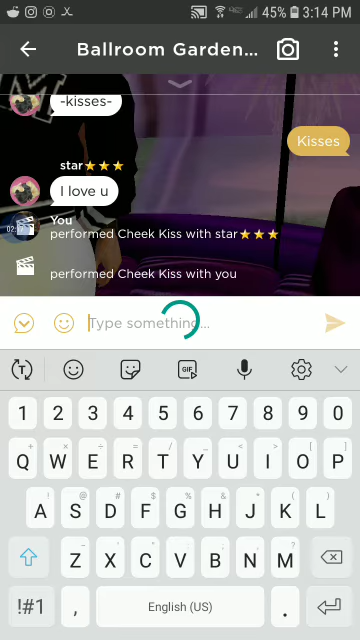 45% 3:14 PM
Ballroom Garden...
-kisses-
Kisses
star⭐⭐⭐
I love u
You
performed Cheek Kiss with star⭐⭐⭐
performed Cheek Kiss with you
Type something...
T
GIF
1 2 3 4 5 6 7 8 9 0
+ × ÷ = / _ < > [ ]
Q W E R T Y U I O P
! @ # $ % ^ & * ( )
A S D F G H J K L
- ' " : ; , ?
Z X C V B N M
!#1 , English (US) .